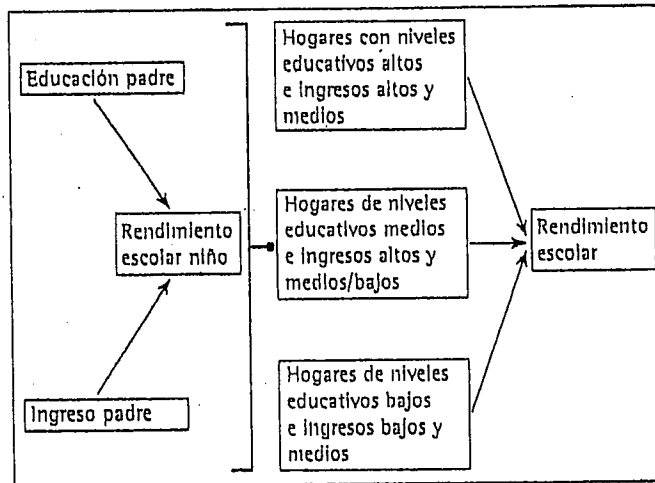 Educación padre
Rendimiento
escolar niño
Ingreso padre
Hogares con niveles
educativos altos
e ingresos altos y
medios
Hogares de niveles
educativos medios
e ingresos altos y
medios/bajos
Hogares de niveles
educativos bajos
e ingresos bajos y
medios
Rendimiento
escolar